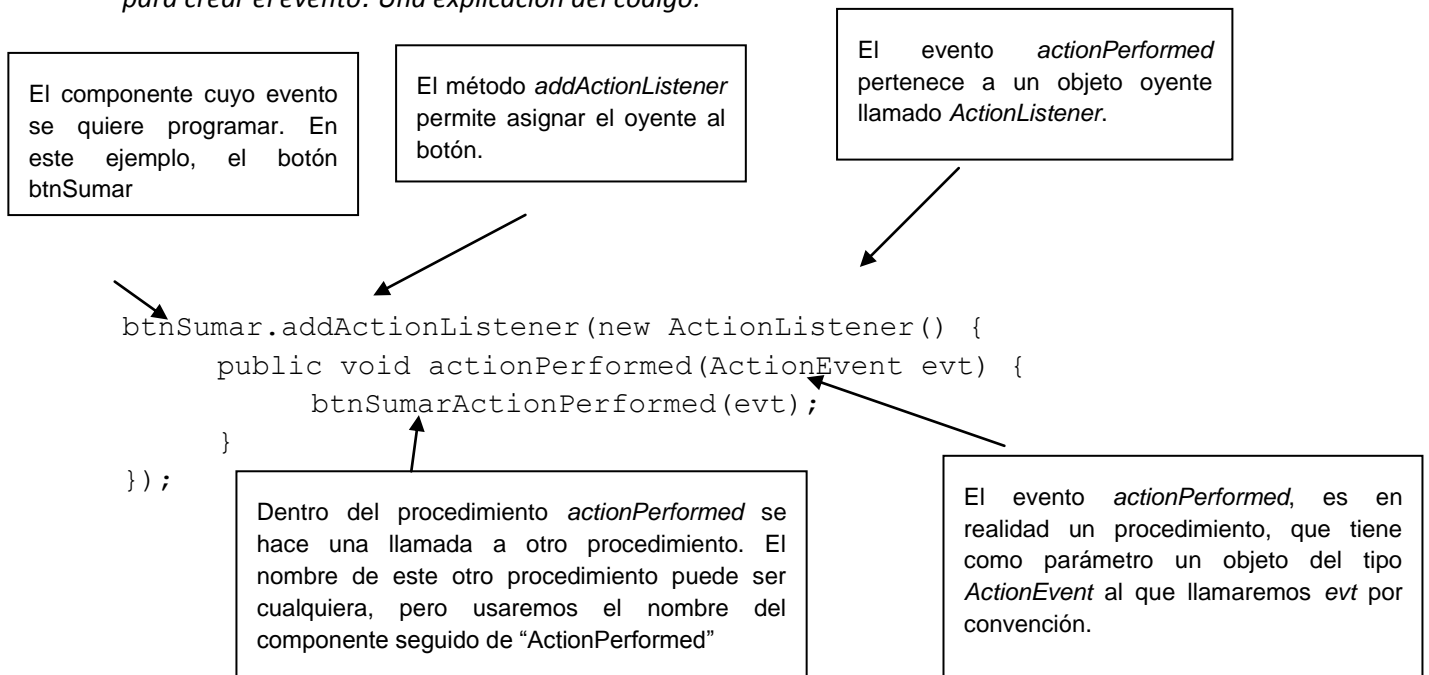 para crear el evento. Una explicación del código:
El componente cuyo evento
se quiere programar. En
este ejemplo, el botón
btnSumar
El método addActionListener
permite asignar el oyente al
botón.
El evento actionPerformed
pertenece a un objeto oyente
llamado ActionListener.
btnSumar.addActionListener(new ActionListener() {
public void actionPerformed(ActionEvent evt) {
btnSumarActionPerformed(evt);
}
});
Dentro del procedimiento actionPerformed se
hace una llamada a otro procedimiento. El
nombre de este otro procedimiento puede ser
cualquiera, pero usaremos el nombre del
componente seguido de “ActionPerformed”
El evento actionPerformed, es en
realidad un procedimiento, que tiene
como parámetro un objeto del tipo
ActionEvent al que llamaremos evt por
convención.